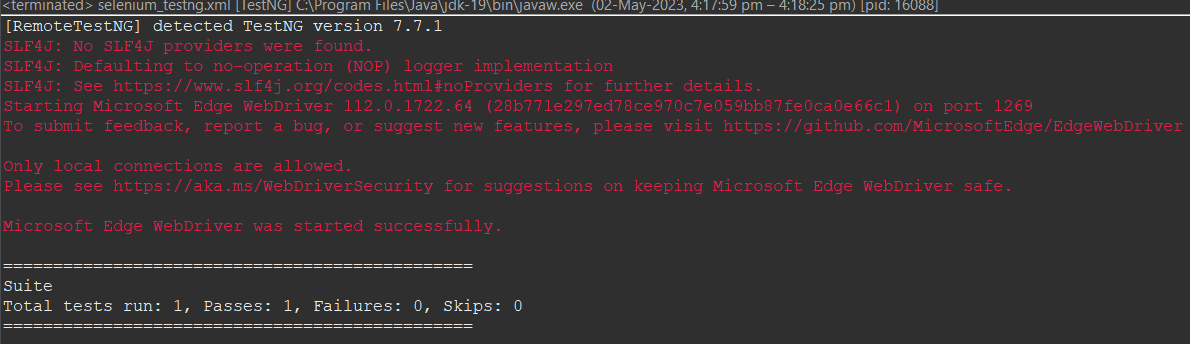 <terminated> selenium_testng.xml [TestNG] C:\Program Files\Java\jdk-19\bin\javaw.exe (02-May-2023, 4:17:59 pm – 4:18:25 pm) [pid: 16088]
[RemoteTestNG] detected TestNG version 7.7.1
SLF4J: No SLF4J providers were found.
SLF4J: Defaulting to no-operation (NOP) logger implementation
SLF4J: See https://www.slf4j.org/codes.html#noProviders for further details.
Starting Microsoft Edge WebDriver 112.0.1722.64 (28b771e297ed78ce970c7e059bb87fe0ca0e66c1) on port 1269
To submit feedback, report a bug, or suggest new features, please visit https://github.com/MicrosoftEdge/EdgeWebDriver
Only local connections are allowed.
Please see https://aka.ms/WebDriverSecurity for suggestions on keeping Microsoft Edge WebDriver safe.
Microsoft Edge WebDriver was started successfully.
===============================================
Suite
Total tests run: 1, Passes: 1, Failures: 0, Skips: 0
===============================================